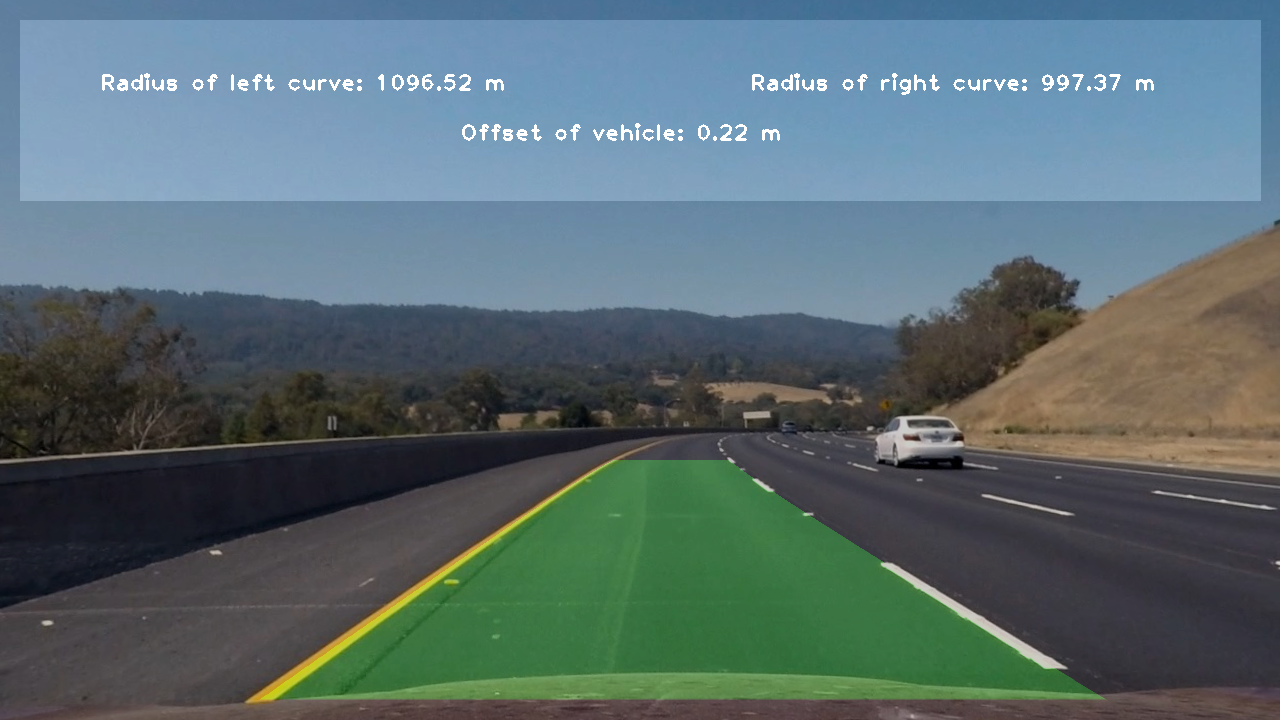 Radius of left curve: 1096.52 m
Radius of right curve: 997.37 m
Offset of vehicle: 0.22 m